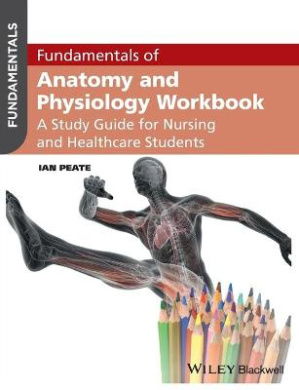 FUNDAMENTALS
Fundamentals of
Anatomy and
Physiology Workbook
A Study Guide for Nursing
and Healthcare Students
IAN PEATE
WILEY Blackwell